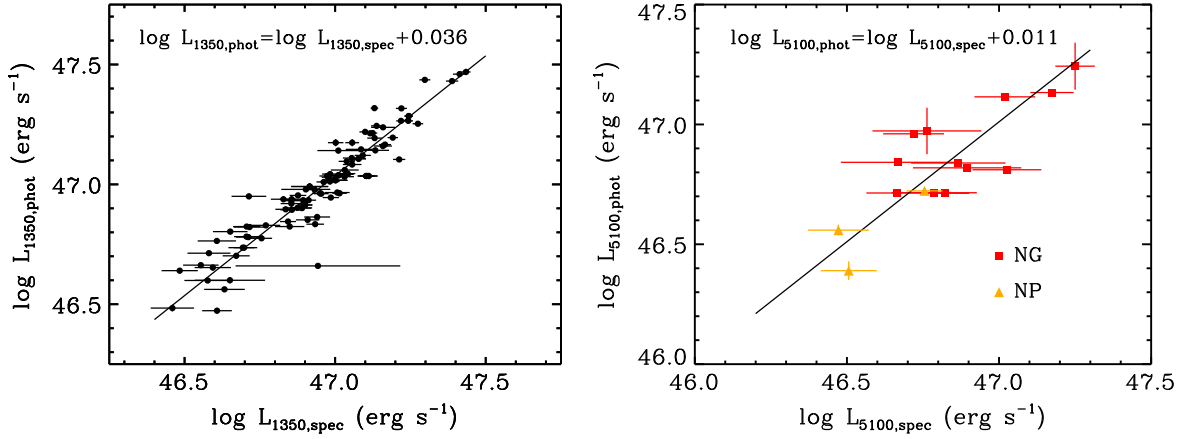 log L1350,phot=log L1350,spec+0.036
47.5
47.0
46.5
log L1350,phot (erg s−1)
46.5 47.0 47.5
log L1350,spec (erg s−1)
log L5100,phot=log L5100,spec+0.011
47.5
47.0
46.5
46.0
log L5100,phot (erg s−1)
NG
NP
46.0 46.5 47.0 47.5
log L5100,spec (erg s−1)